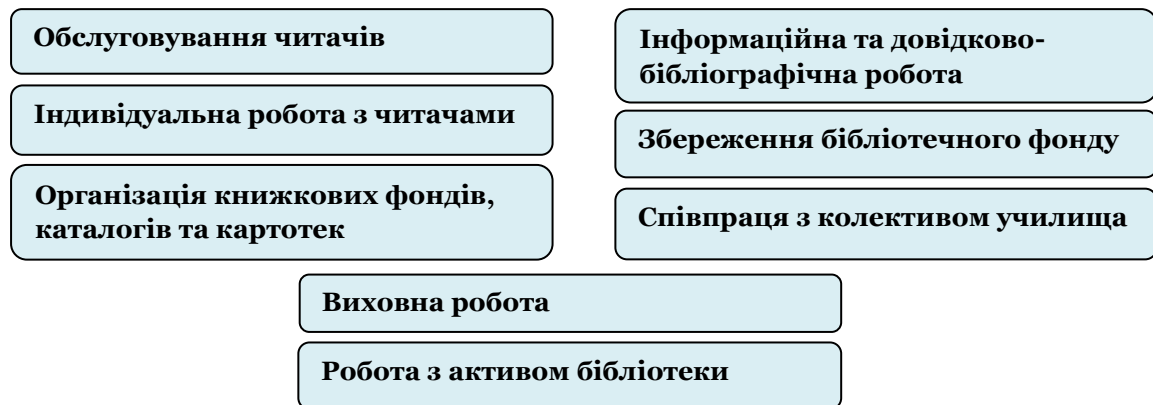 Обслуговування читачів
Індивідуальна робота з читачами
Організація книжкових фондів,
каталогів та картотек
Інформаційна та довідково-
бібліографічна робота
Збереження бібліотечного фонду
Співпраця з колективом училища
Виховна робота
Робота з активом бібліотеки